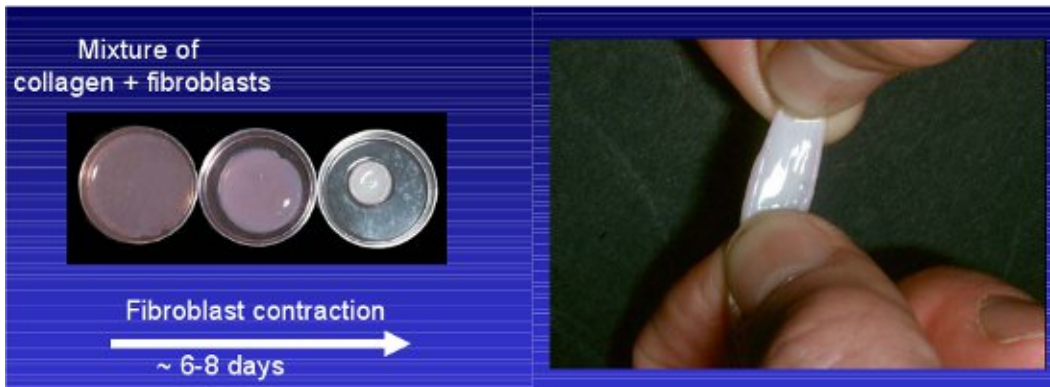 Mixture of
collagen + fibroblasts
Fibroblast contraction
~ 6-8 days